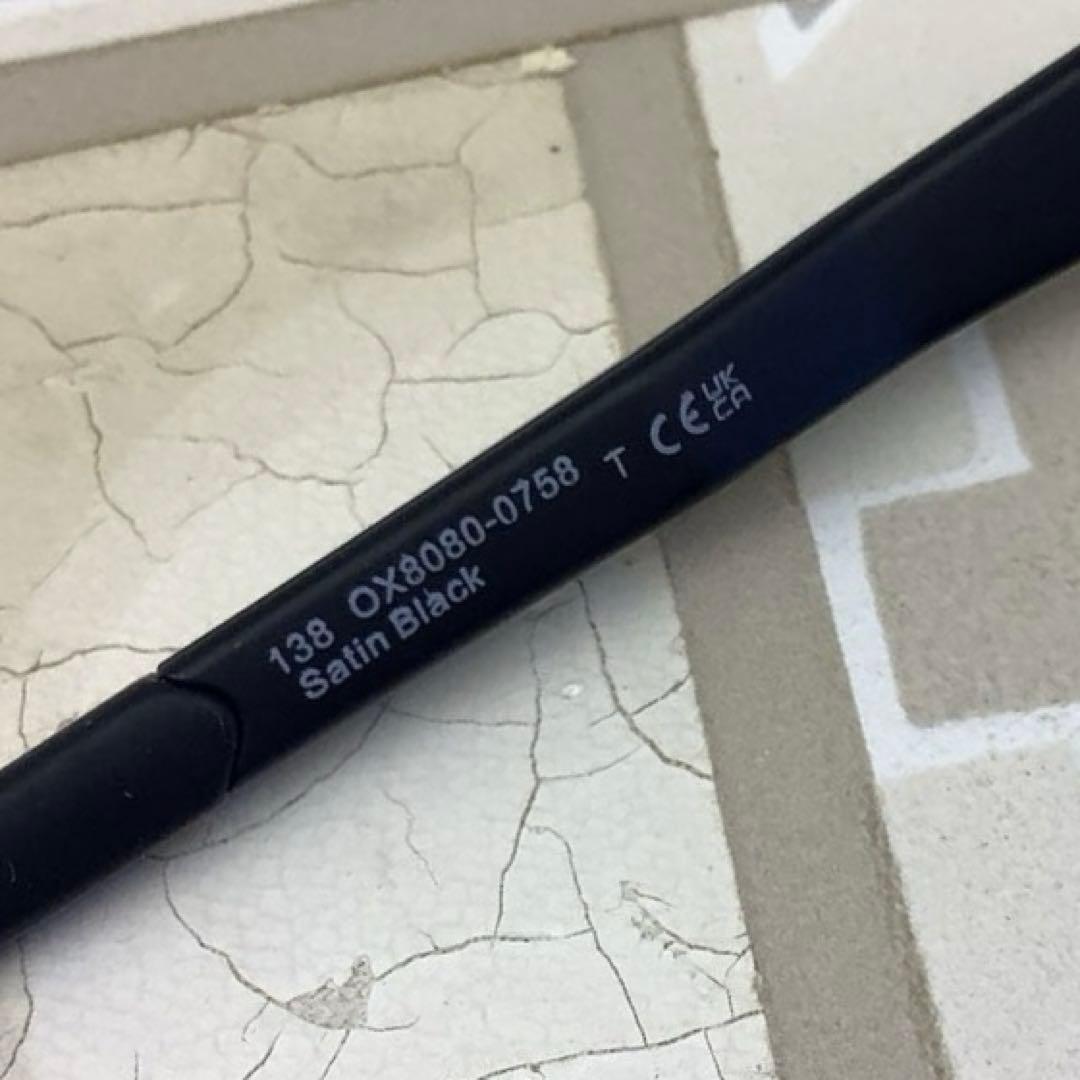 138 OX8080-0758 T CE UK
CA
Satin Black